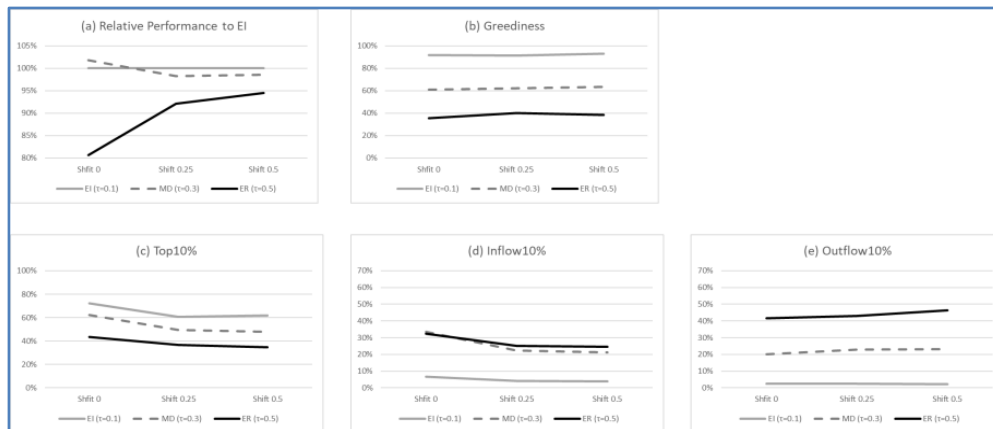 (a) Relative Performance to EI
105%
100%
95%
90%
85%
80%
Shfit 0 Shift 0.25 Shift 0.5
EI (τ=0.1) MD (τ=0.3) ER (τ=0.5)
(b) Greediness
100%
80%
60%
40%
20%
0%
Shfit 0 Shift 0.25 Shift 0.5
EI (τ=0.1) MD (τ=0.3) ER (τ=0.5)
(c) Top10%
100%
80%
60%
40%
20%
0%
Shfit 0 Shift 0.25 Shift 0.5
EI (τ=0.1) MD (τ=0.3) ER (τ=0.5)
(d) Inflow10%
70%
60%
50%
40%
30%
20%
10%
0%
Shfit 0 Shift 0.25 Shift 0.5
EI (τ=0.1) MD (τ=0.3) ER (τ=0.5)
(e) Outflow10%
70%
60%
50%
40%
30%
20%
10%
0%
Shfit 0 Shift 0.25 Shift 0.5
EI (τ=0.1) MD (τ=0.3) ER (τ=0.5)